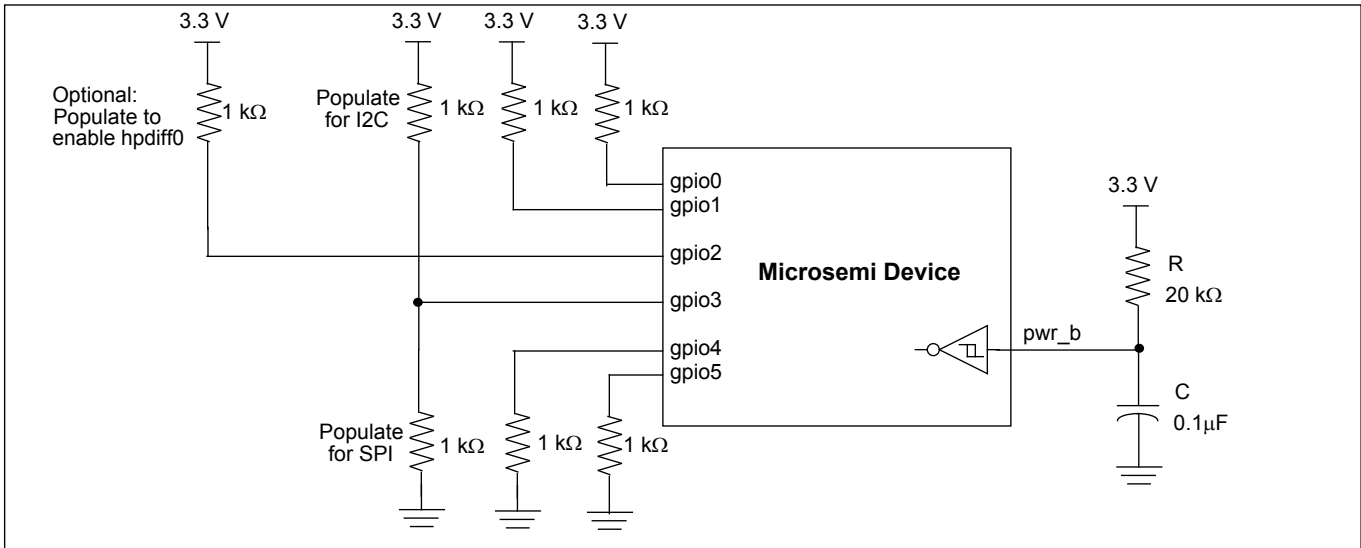 3.3 V
3.3 V
3.3 V
3.3 V
Optional:
Populate to
enable hpdiff0
1 kΩ
Populate
for I2C
1 kΩ
1 kΩ
1 kΩ
gpio0
gpio1
gpio2
gpio3
gpio4
gpio5
Microsemi Device
pwr_b
3.3 V
R
20 kΩ
C
0.1μF
Populate
for SPI
1 kΩ
1 kΩ
1 kΩ